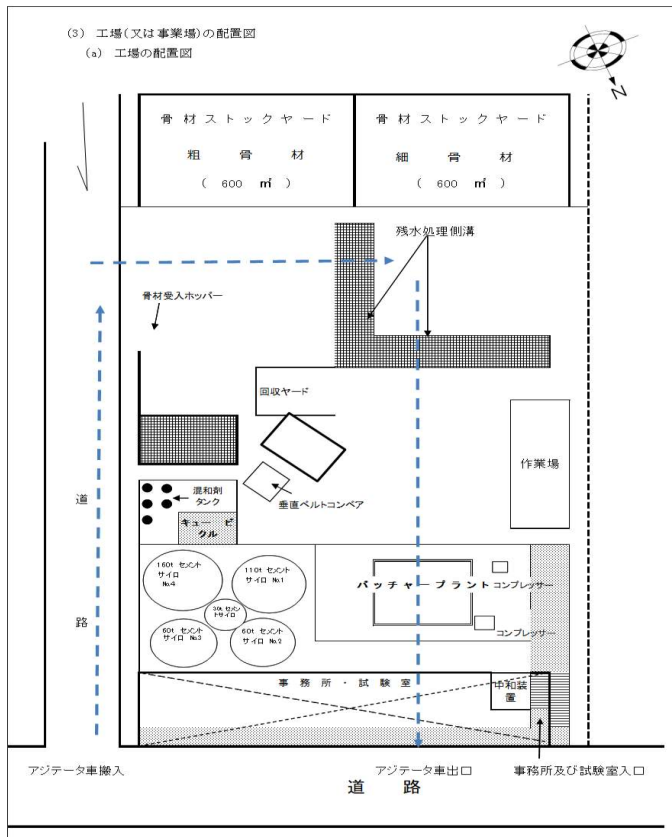 (3) 工場(又は事業場)の配置図
(a) 工場の配置図
N
骨材ストックヤード
粗骨材
( 600 ㎡ )
骨材ストックヤード
細骨材
( 600 ㎡ )
残水処理側溝
骨材受入ホッパー
回収ヤード
作業場
混和剤
タンク
垂直ベルトコンベア
キュービ
クル
道路
160t セメント
サイロ
No.4
110t セメント
サイロ No.1
30t セメン
トサイロ
60t セメント
サイロ No.3
60t セメント
サイロ No.2
バッチャープラント
コンプレッサー
コンプレッサー
事務所・試験室
中和装
置
アジテータ車搬入
アジテータ車出口
事務所及び試験室入口
道路